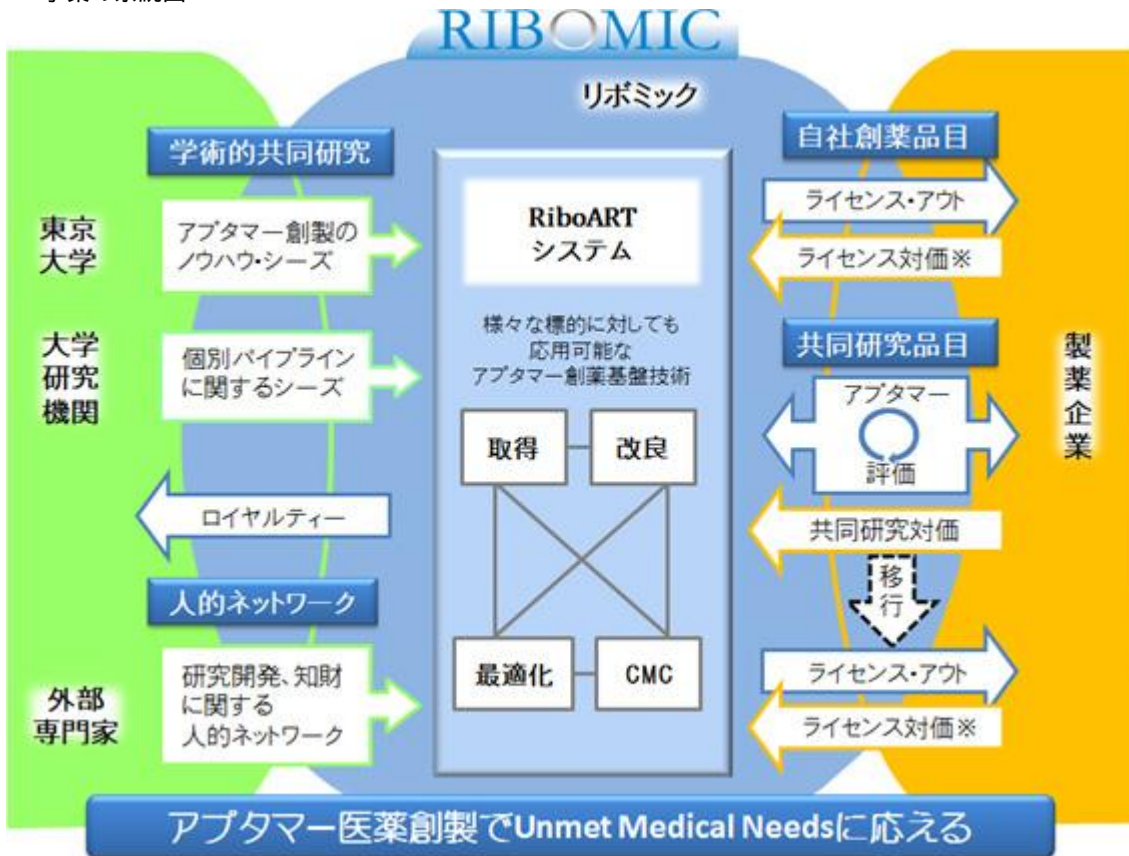 RIBOMIC
リボミック
学術的共同研究
東京
大学
アプタマー創製の
ノウハウ・シーズ
大学
研究
機関
個別パイプライン
に関するシーズ
ロイヤルティー
人的ネットワーク
外部
専門家
研究開発、知財
に関する
人的ネットワーク
RiboART
システム
様々な標的に対しても
応用可能な
アプタマー創薬基盤技術
取得
改良
最適化
CMC
自社創薬品目
ライセンス・アウト
ライセンス対価※
共同研究品目
アプタマー
評価
共同研究対価
移行
ライセンス・アウト
ライセンス対価※
製薬企業
アプタマー医薬創製でUnmet Medical Needsに応える